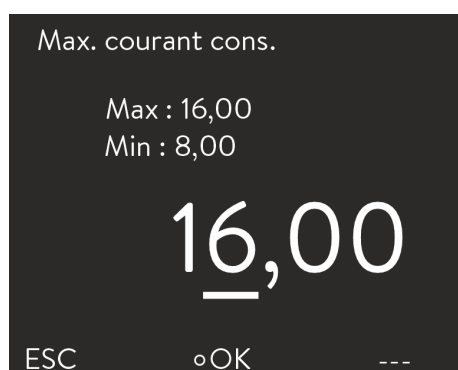 Max. courant cons.
Max : 16,00
Min : 8,00
16,00
ESC ∘OK ---